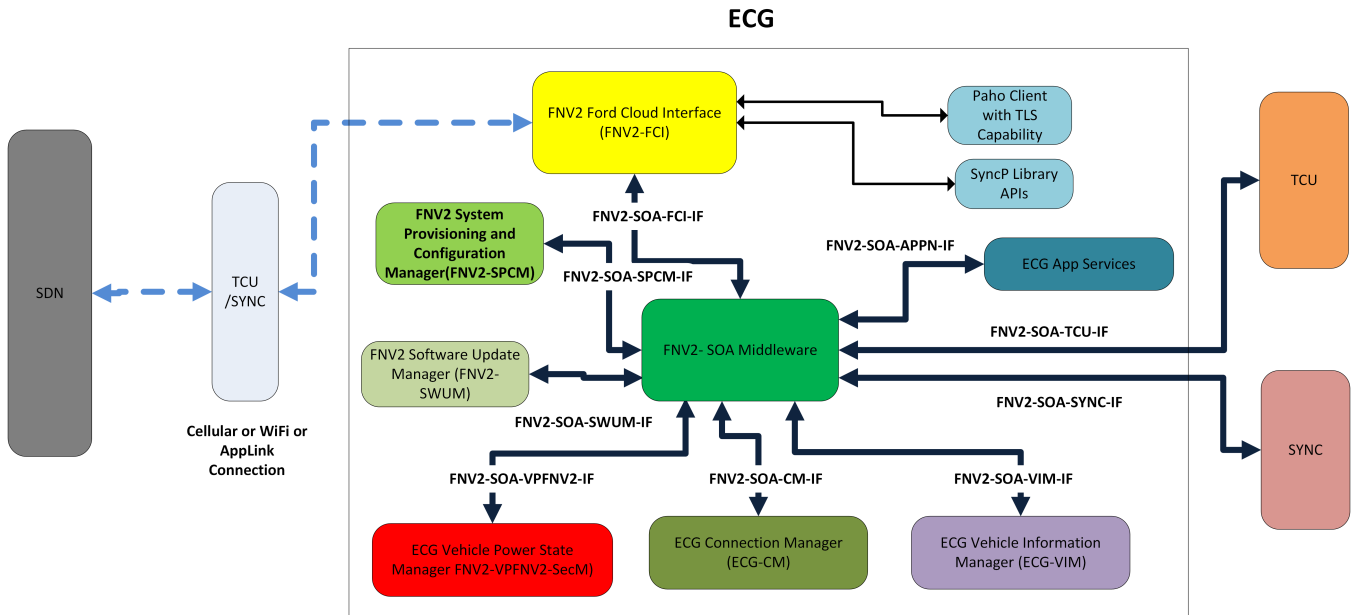 ECG
FNV2 Ford Cloud Interface
(FNV2-FCI)
Paho Client
with TLS
Capability
SyncP Library
APIs
TCU
FNV2-SOA-FCI-IF
FNV2 System
Provisioning and
Configuration
Manager(FNV2-SPCM)
FNV2-SOA-APPN-IF
ECG App Services
FNV2-SOA-SPCM-IF
SDN
TCU
/SYNC
FNV2-SOA-TCU-IF
FNV2- SOA Middleware
FNV2 Software Update
Manager (FNV2-
SWUM)
FNV2-SOA-SYNC-IF
FNV2-SOA-SWUM-IF
Cellular or WiFi or
AppLink
Connection
SYNC
FNV2-SOA-VPFNV2-IF
FNV2-SOA-CM-IF
FNV2-SOA-VIM-IF
ECG Vehicle Power State
Manager FNV2-VPFNV2-SecM)
ECG Connection Manager
(ECG-CM)
ECG Vehicle Information
Manager (ECG-VIM)